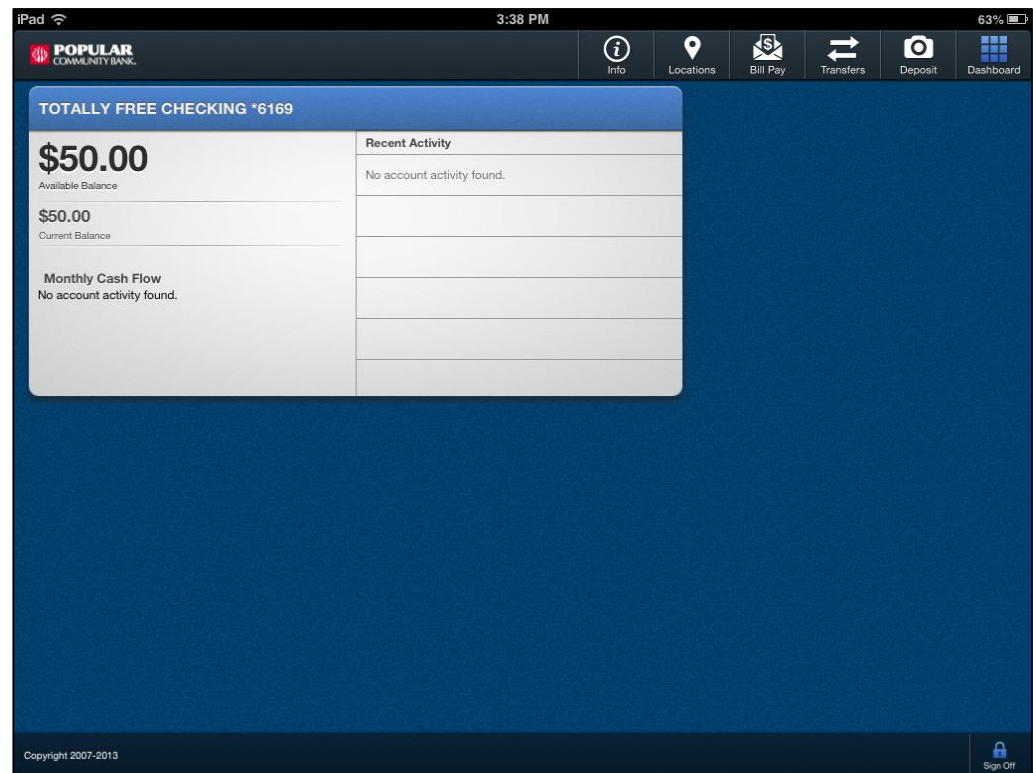 iPad 3:38 PM 63%
POPULAR
COMMUNITY BANK.
Info Locations Bill Pay Transfers Deposit Dashboard
TOTALLY FREE CHECKING *6169
$50.00
Available Balance
$50.00
Current Balance
Monthly Cash Flow
No account activity found.
Recent Activity
No account activity found.
Copyright 2007-2013
Sign Off